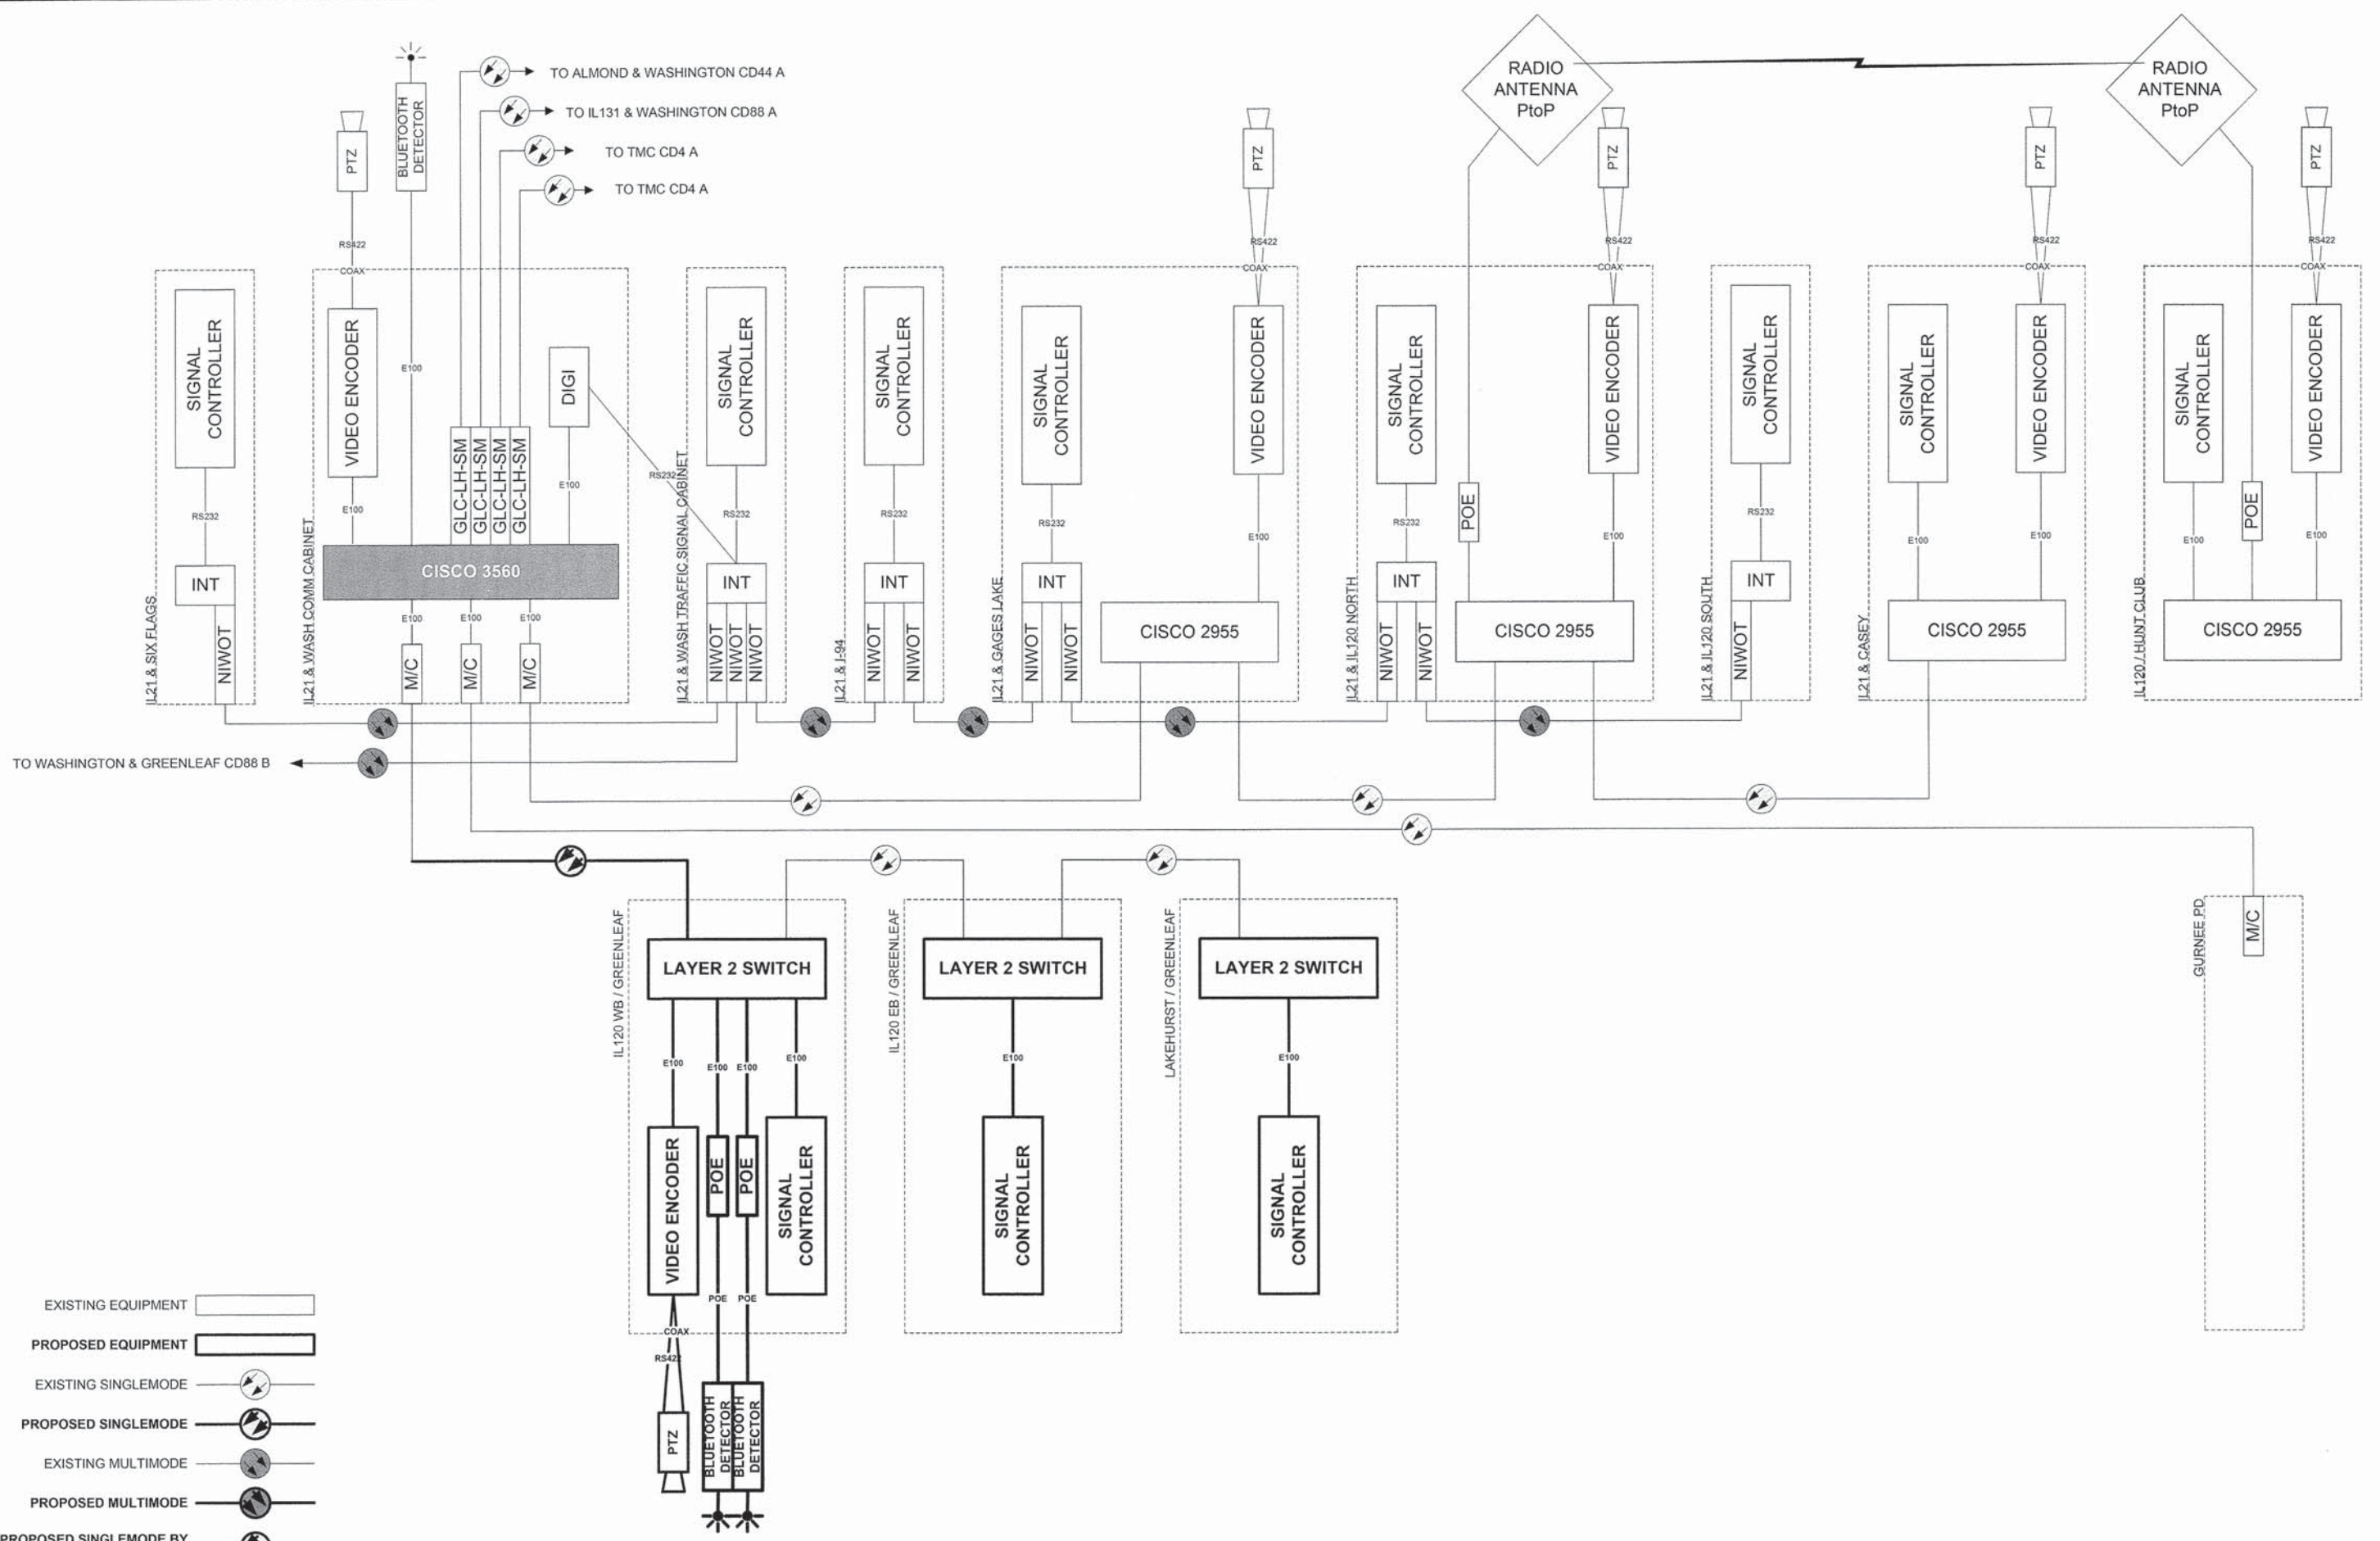 TO ALMOND & WASHINGTON CD44 A
TO IL131 & WASHINGTON CD88 A
TO TMC CD4 A
TO TMC CD4 A
RADIO
ANTENNA
PtoP
RADIO
ANTENNA
PtoP
PTZ
BLUETOOTH
DETECTOR
PTZ
PTZ
PTZ
PTZ
RS422
COAX
E100
RS422
COAX
RS422
COAX
RS422
COAX
RS422
COAX
IL21 & SIX FLAGS
SIGNAL
CONTROLLER
RS232
INT
NIWOT
IL21 & WASH COMM CABINET
VIDEO ENCODER
E100
GLC-LH-SM
GLC-LH-SM
GLC-LH-SM
GLC-LH-SM
DIGI
E100
RS232
CISCO 3560
E100
E100
E100
M/C
M/C
M/C
IL21 & WASH TRAFFIC SIGNAL CABINET
SIGNAL
CONTROLLER
RS232
INT
NIWOT
NIWOT
NIWOT
IL21 & I-94
SIGNAL
CONTROLLER
RS232
INT
NIWOT
NIWOT
IL21 & GAGES LAKE
SIGNAL
CONTROLLER
RS232
INT
NIWOT
NIWOT
VIDEO ENCODER
E100
CISCO 2955
IL21 & IL120 NORTH
SIGNAL
CONTROLLER
RS232
INT
NIWOT
NIWOT
POE
VIDEO ENCODER
E100
CISCO 2955
IL21 & IL120 SOUTH
SIGNAL
CONTROLLER
RS232
INT
NIWOT
IL21 & CASEY
SIGNAL
CONTROLLER
E100
VIDEO ENCODER
E100
CISCO 2955
IL120 / HUNT CLUB
SIGNAL
CONTROLLER
E100
POE
VIDEO ENCODER
E100
CISCO 2955
TO WASHINGTON & GREENLEAF CD88 B
IL120 WB / GREENLEAF
LAYER 2 SWITCH
E100
E100
E100
E100
VIDEO ENCODER
POE
POE
SIGNAL
CONTROLLER
POE
POE
COAX
RS422
PTZ
BLUETOOTH
DETECTOR
BLUETOOTH
DETECTOR
IL120 EB / GREENLEAF
LAYER 2 SWITCH
E100
SIGNAL
CONTROLLER
LAKEHURST / GREENLEAF
LAYER 2 SWITCH
E100
SIGNAL
CONTROLLER
GURNEE PD
M/C
EXISTING EQUIPMENT
PROPOSED EQUIPMENT
EXISTING SINGLEMODE
PROPOSED SINGLEMODE
EXISTING MULTIMODE
PROPOSED MULTIMODE
PROPOSED SINGLEMODE BY